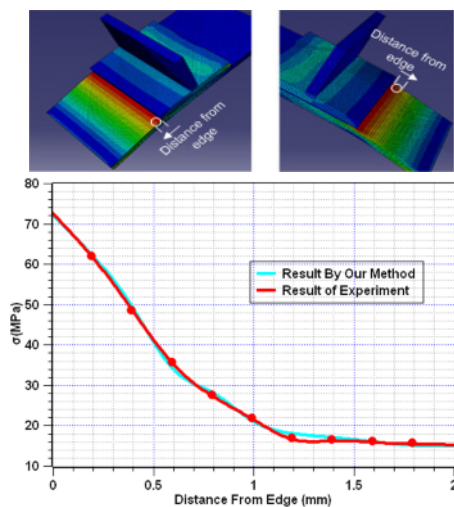 Distance from
edge
Distance from
edge
80
70
60
50
40
30
20
10
σ(MPa)
Result By Our Method
Result of Experiment
0
0.5
1
1.5
2
Distance From Edge (mm)